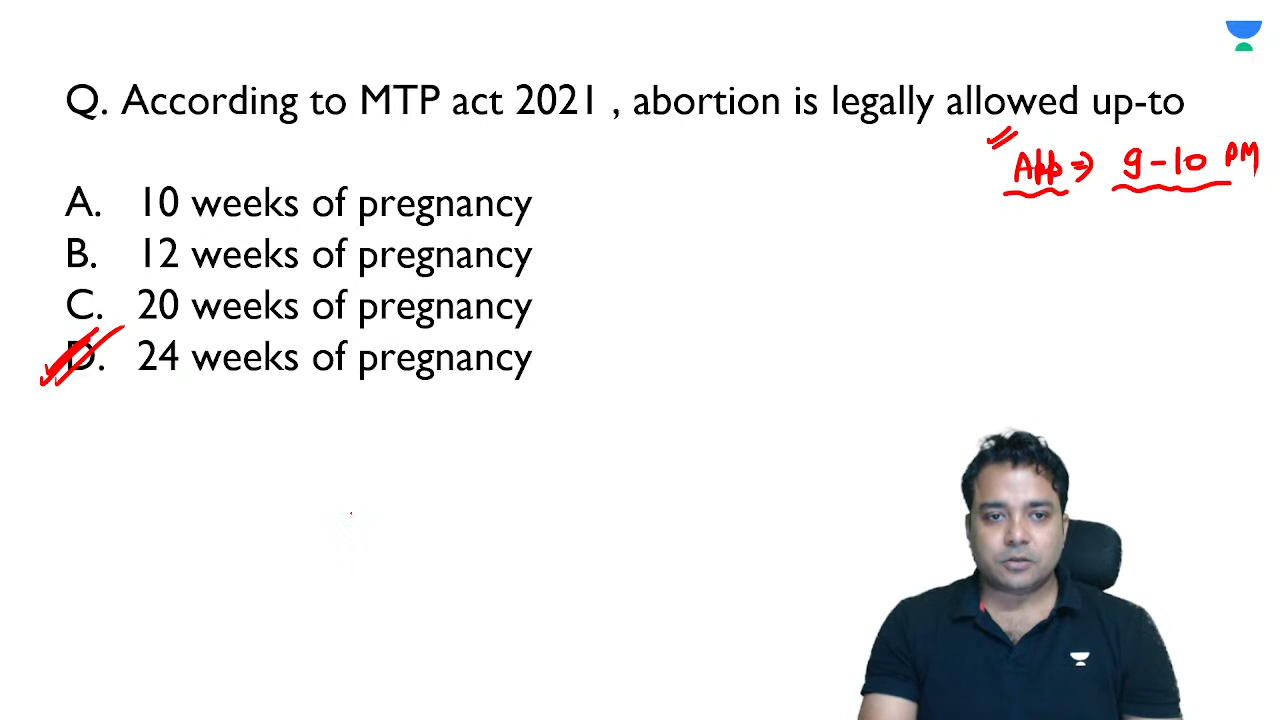 Q. According to MTP act 2021 , abortion is legally allowed up-to
App ⇒ 9-10 PM
A. 10 weeks of pregnancy
B. 12 weeks of pregnancy
C. 20 weeks of pregnancy
D. 24 weeks of pregnancy